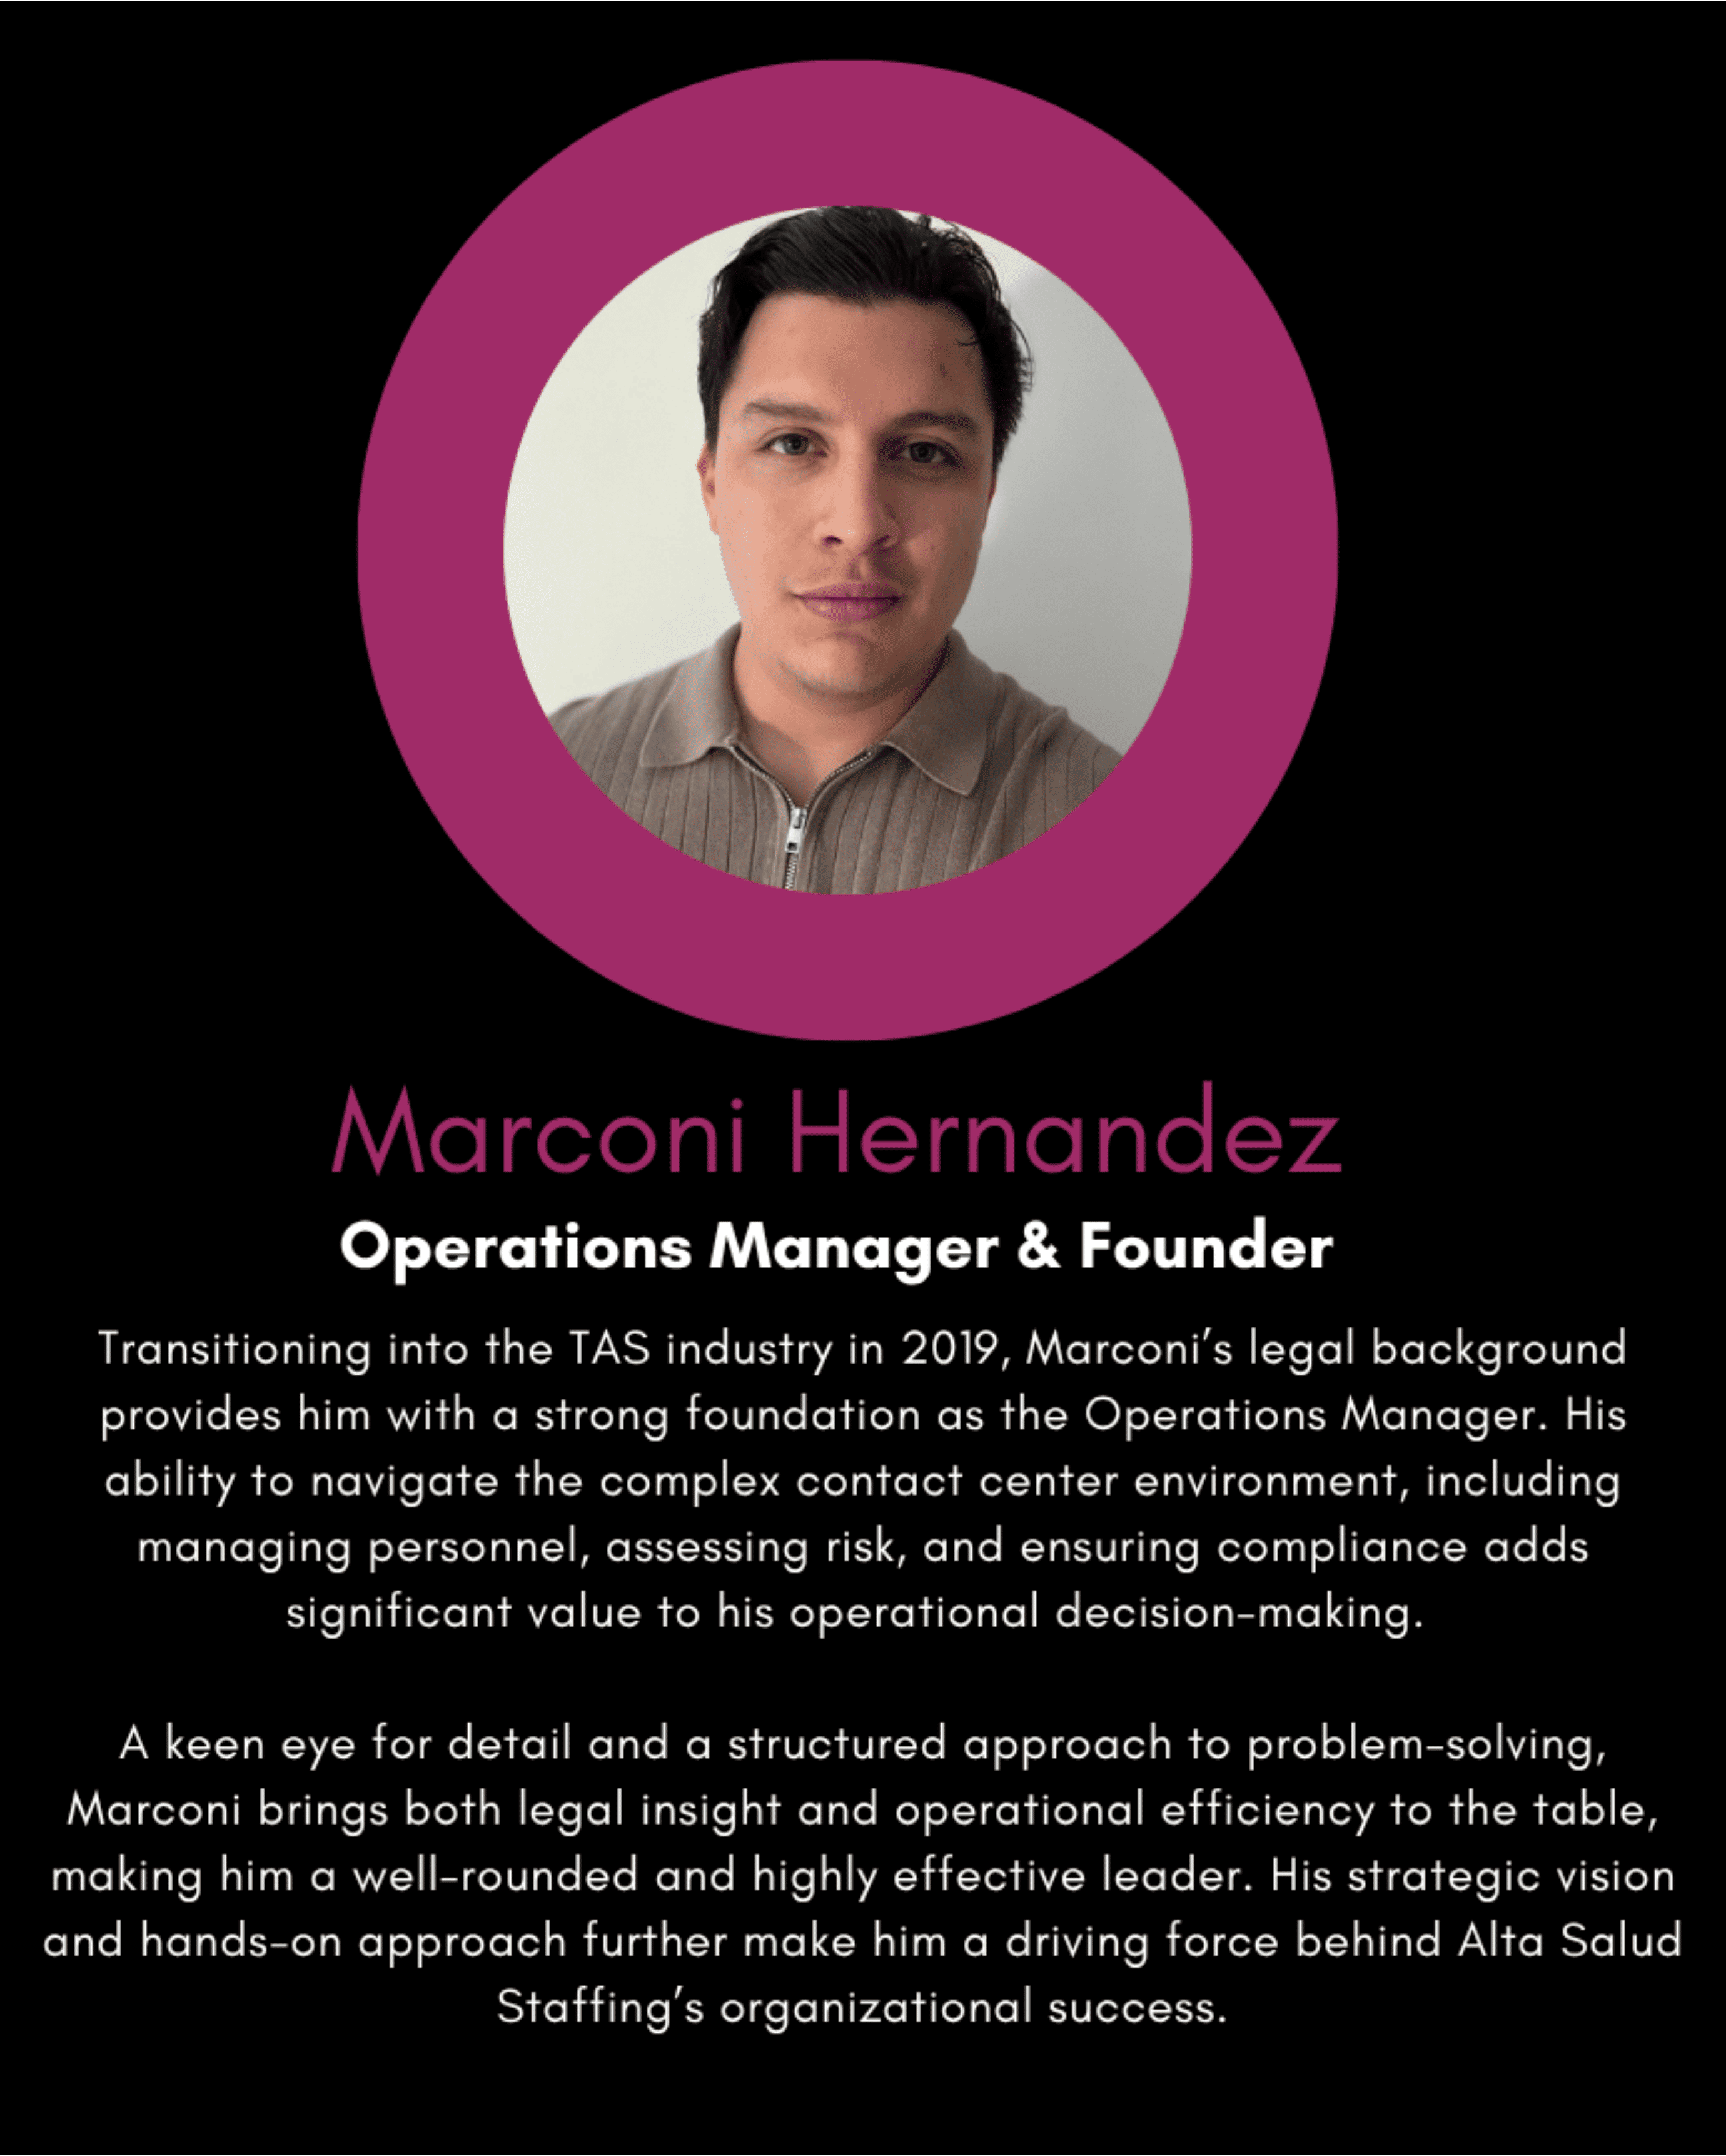 Marconi Hernandez
Operations Manager & Founder
Transitioning into the TAS industry in 2019, Marconi’s legal background
provides him with a strong foundation as the Operations Manager. His
ability to navigate the complex contact center environment, including
managing personnel, assessing risk, and ensuring compliance adds
significant value to his operational decision-making.
A keen eye for detail and a structured approach to problem-solving,
Marconi brings both legal insight and operational efficiency to the table,
making him a well-rounded and highly effective leader. His strategic vision
and hands-on approach further make him a driving force behind Alta Salud
Staffing’s organizational success.